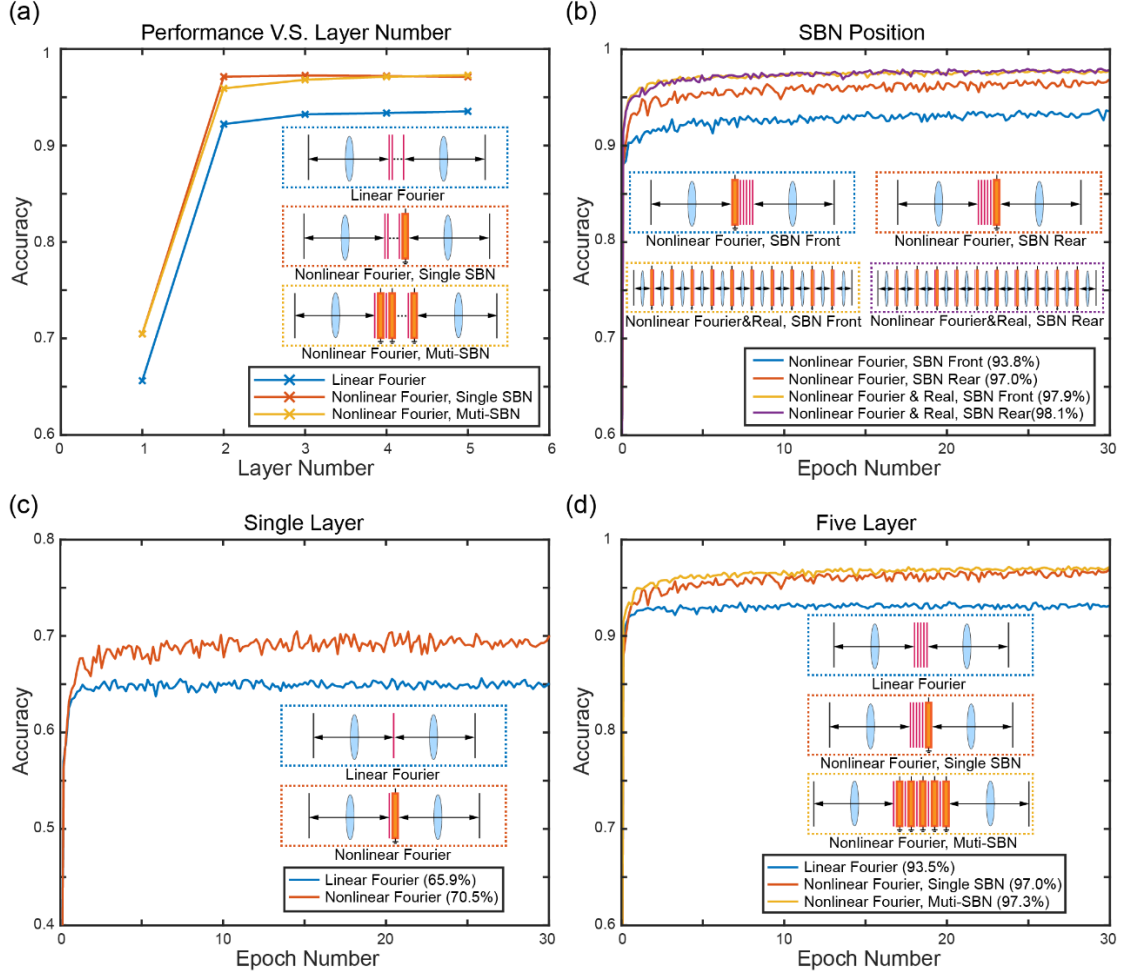 (a)
Performance V.S. Layer Number
Accuracy
1
0.9
0.8
0.7
0.6
0
1
2
3
4
5
6
Layer Number
Linear Fourier
Nonlinear Fourier, Single SBN
Nonlinear Fourier, Muti-SBN
Linear Fourier
Nonlinear Fourier, Single SBN
Nonlinear Fourier, Muti-SBN
(b)
SBN Position
Accuracy
1
0.9
0.8
0.7
0.6
0
10
20
30
Epoch Number
Nonlinear Fourier, SBN Front
Nonlinear Fourier, SBN Rear
Nonlinear Fourier&Real, SBN Front
Nonlinear Fourier&Real, SBN Rear
Nonlinear Fourier, SBN Front (93.8%)
Nonlinear Fourier, SBN Rear (97.0%)
Nonlinear Fourier & Real, SBN Front (97.9%)
Nonlinear Fourier & Real, SBN Rear(98.1%)
(c)
Single Layer
Accuracy
0.8
0.7
0.6
0.5
0.4
0
10
20
30
Epoch Number
Linear Fourier
Nonlinear Fourier
Linear Fourier (65.9%)
Nonlinear Fourier (70.5%)
(d)
Five Layer
Accuracy
1
0.9
0.8
0.7
0.6
0
10
20
30
Epoch Number
Linear Fourier
Nonlinear Fourier, Single SBN
Nonlinear Fourier, Muti-SBN
Linear Fourier (93.5%)
Nonlinear Fourier, Single SBN (97.0%)
Nonlinear Fourier, Muti-SBN (97.3%)